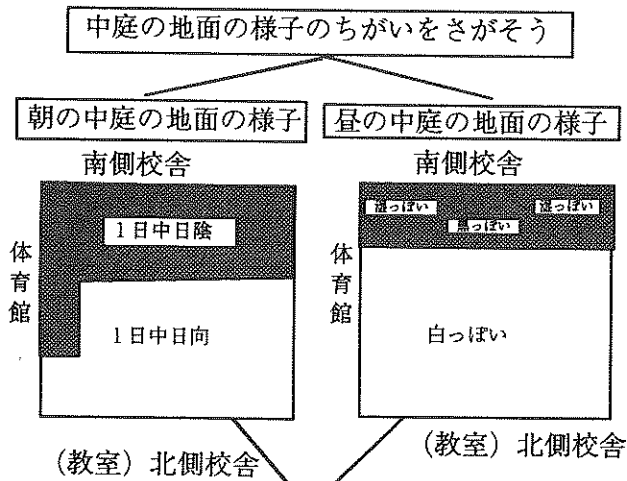 中庭の地面の様子のちがいをさがそう
朝の中庭の地面の様子
昼の中庭の地面の様子
南側校舎
南側校舎
体育館
1日中日陰
1日中日向
(教室)北側校舎
体育館
湿っぽい
湿っぽい
黒っぽい
白っぽい
(教室)北側校舎